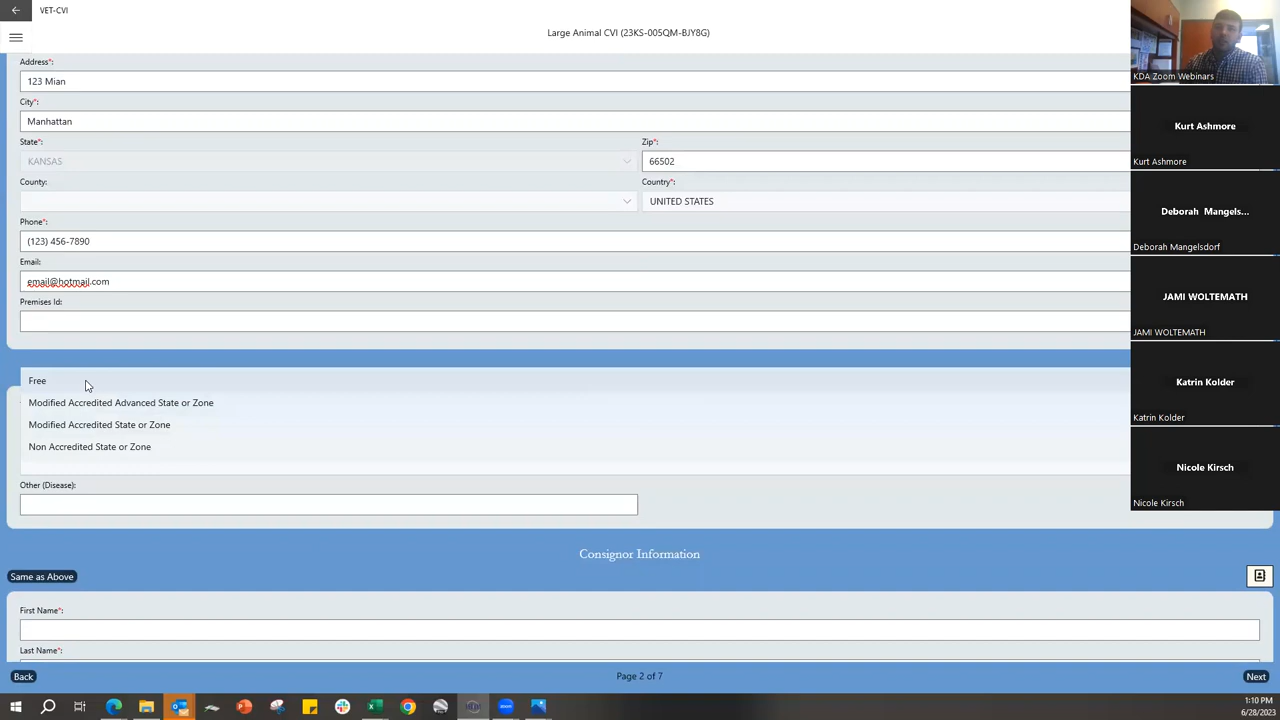 VET-CVI
Large Animal CVI (23KS-005QM-BJY8G)
Address*:
123 Mian
City*:
Manhattan
State*:
KANSAS
Zip*:
66502
County:
Country*:
UNITED STATES
Phone*:
(123) 456-7890
Email:
email@hotmail.com
Premises Id:
Free
Modified Accredited Advanced State or Zone
Modified Accredited State or Zone
Non Accredited State or Zone
Other (Disease):
Consignor Information
Same as Above
First Name*:
Last Name*:
Back
Page 2 of 7
Next
KDA Zoom Webinars
Kurt Ashmore
Kurt Ashmore
Deborah Mangels...
Deborah Mangelsdorf
JAMI WOLTEMATH
JAMI WOLTEMATH
Katrin Kolder
Katrin Kolder
Nicole Kirsch
Nicole Kirsch
1:10 PM
6/28/2023